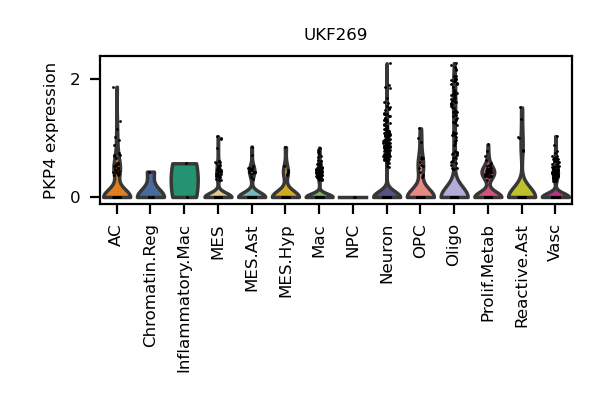 UKF269
PKP4 expression
2
0
AC
Chromatin.Reg
Inflammatory.Mac
MES
MES.Ast
MES.Hyp
Mac
NPC
Neuron
OPC
Oligo
Prolif.Metab
Reactive.Ast
Vasc